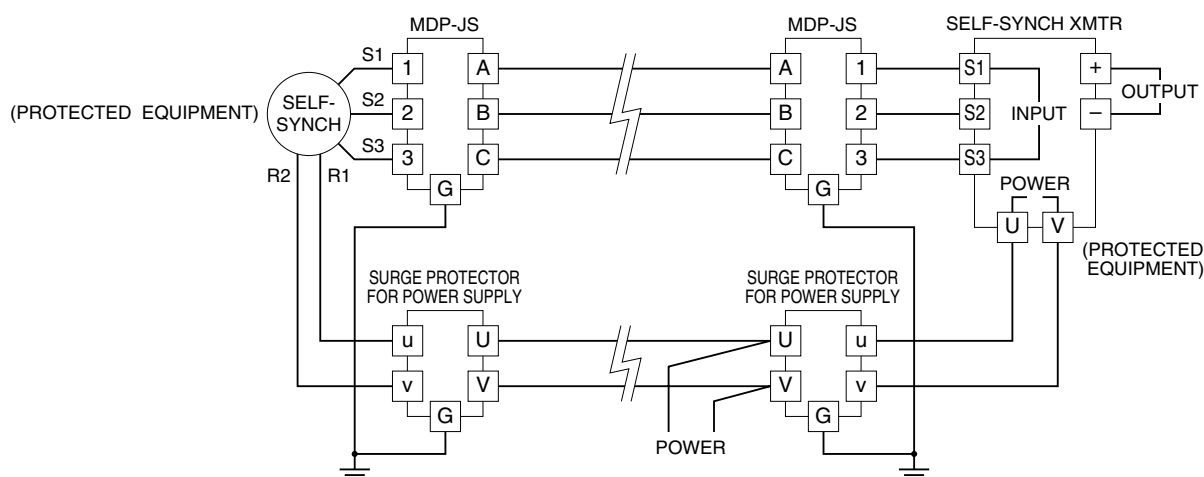 MDP-JS
MDP-JS
SELF-SYNCH XMTR
S1
1
A
A
1
S1
+
OUTPUT
(PROTECTED EQUIPMENT)
SELF-
SYNCH
S2
2
B
B
2
S2
INPUT
–
S3
3
C
C
3
S3
R2
R1
G
G
POWER
U
V
(PROTECTED
EQUIPMENT)
SURGE PROTECTOR
FOR POWER SUPPLY
SURGE PROTECTOR
FOR POWER SUPPLY
u
U
U
u
v
V
V
v
G
G
POWER